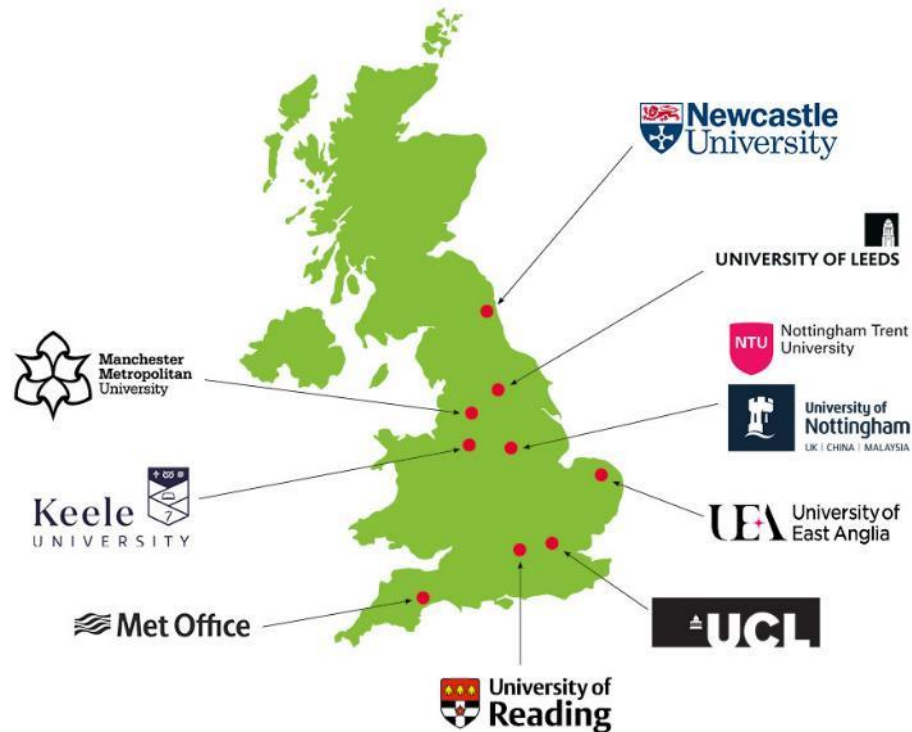 Newcastle
University
UNIVERSITY OF LEEDS
NTU
Nottingham Trent
University
Manchester
Metropolitan
University
University of
Nottingham
UK | CHINA | MALAYSIA
Keele
UNIVERSITY
7
UEA
University of
East Anglia
Met Office
UCL
University of
Reading